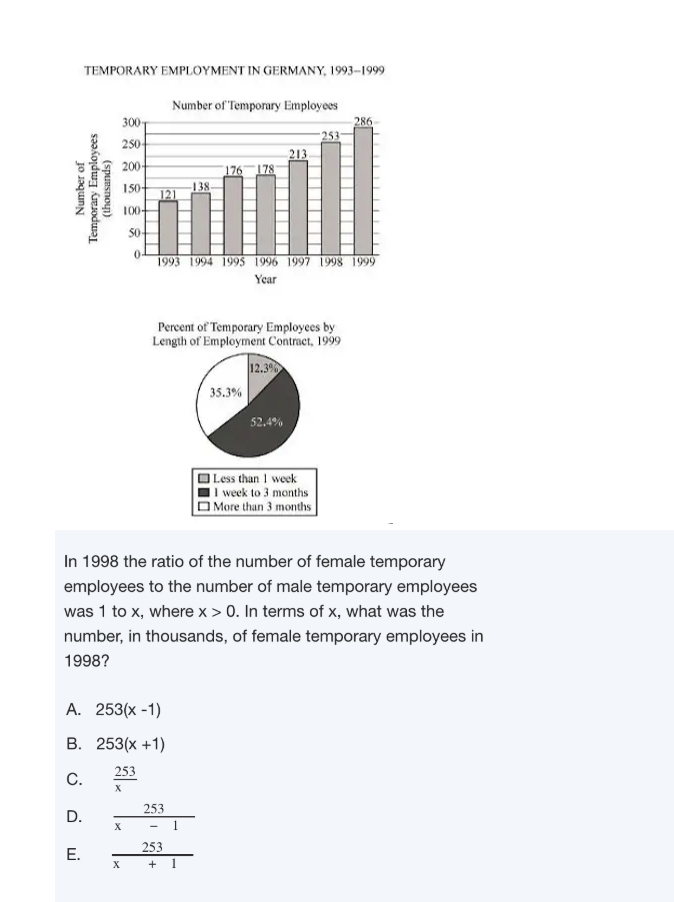 TEMPORARY EMPLOYMENT IN GERMANY, 1993–1999
Number of Temporary Employees
Number of
Temporary Employees
(thousands)
300
250
200
150
100
50
0
121
138
176
178
213
253
286
1993 1994 1995 1996 1997 1998 1999
Year
Percent of Temporary Employees by
Length of Employment Contract, 1999
12.3%
35.3%
52.4%
Less than 1 week
1 week to 3 months
More than 3 months
In 1998 the ratio of the number of female temporary
employees to the number of male temporary employees
was 1 to x, where x > 0. In terms of x, what was the
number, in thousands, of female temporary employees in
1998?
A. 253(x -1)
B. 253(x +1)
C. 253
x
D. 253
x − 1
E. 253
x + 1